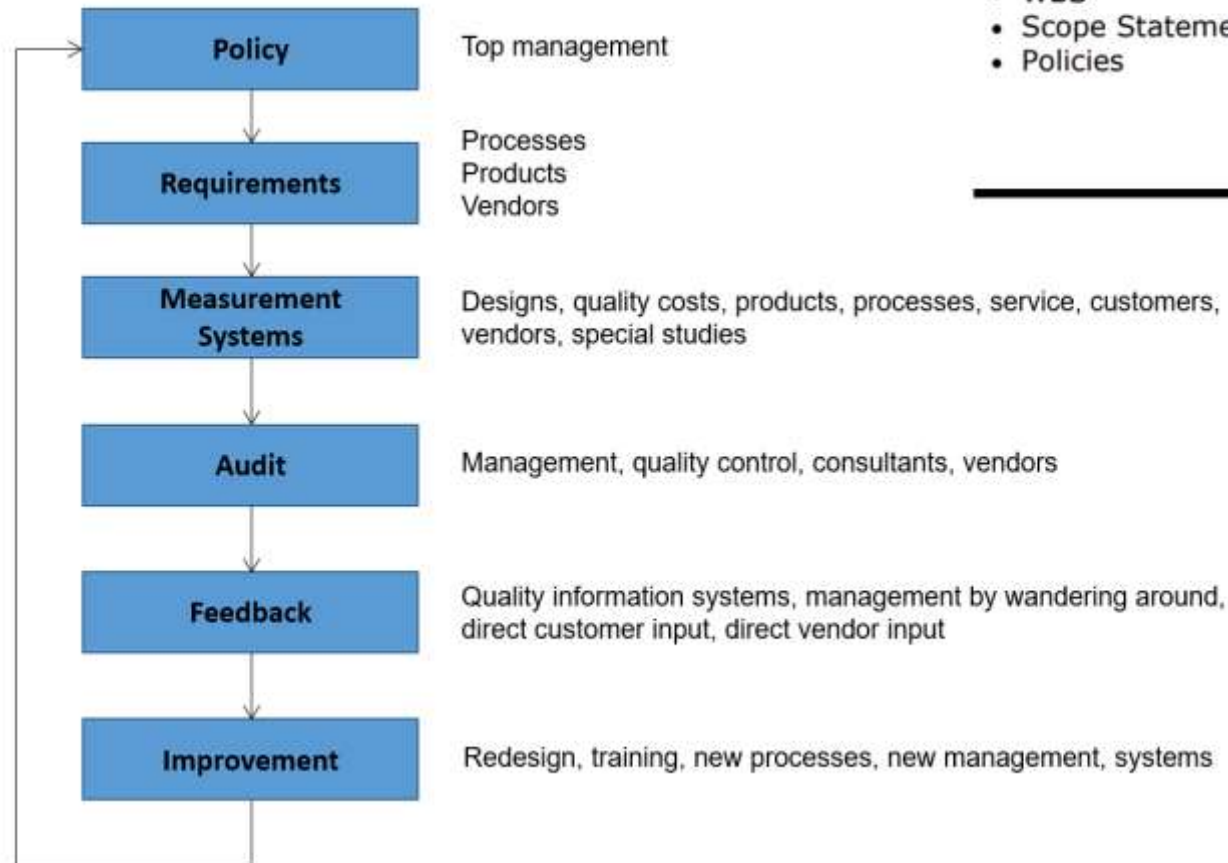 Policy
Top management
Scope
Policies
Requirements
Processes
Products
Vendors
Measurement
Systems
Designs, quality costs, products, processes, service, customers,
vendors, special studies
Audit
Management, quality control, consultants, vendors
Feedback
Quality information systems, management by wandering around,
direct customer input, direct vendor input
Improvement
Redesign, training, new processes, new management, systems